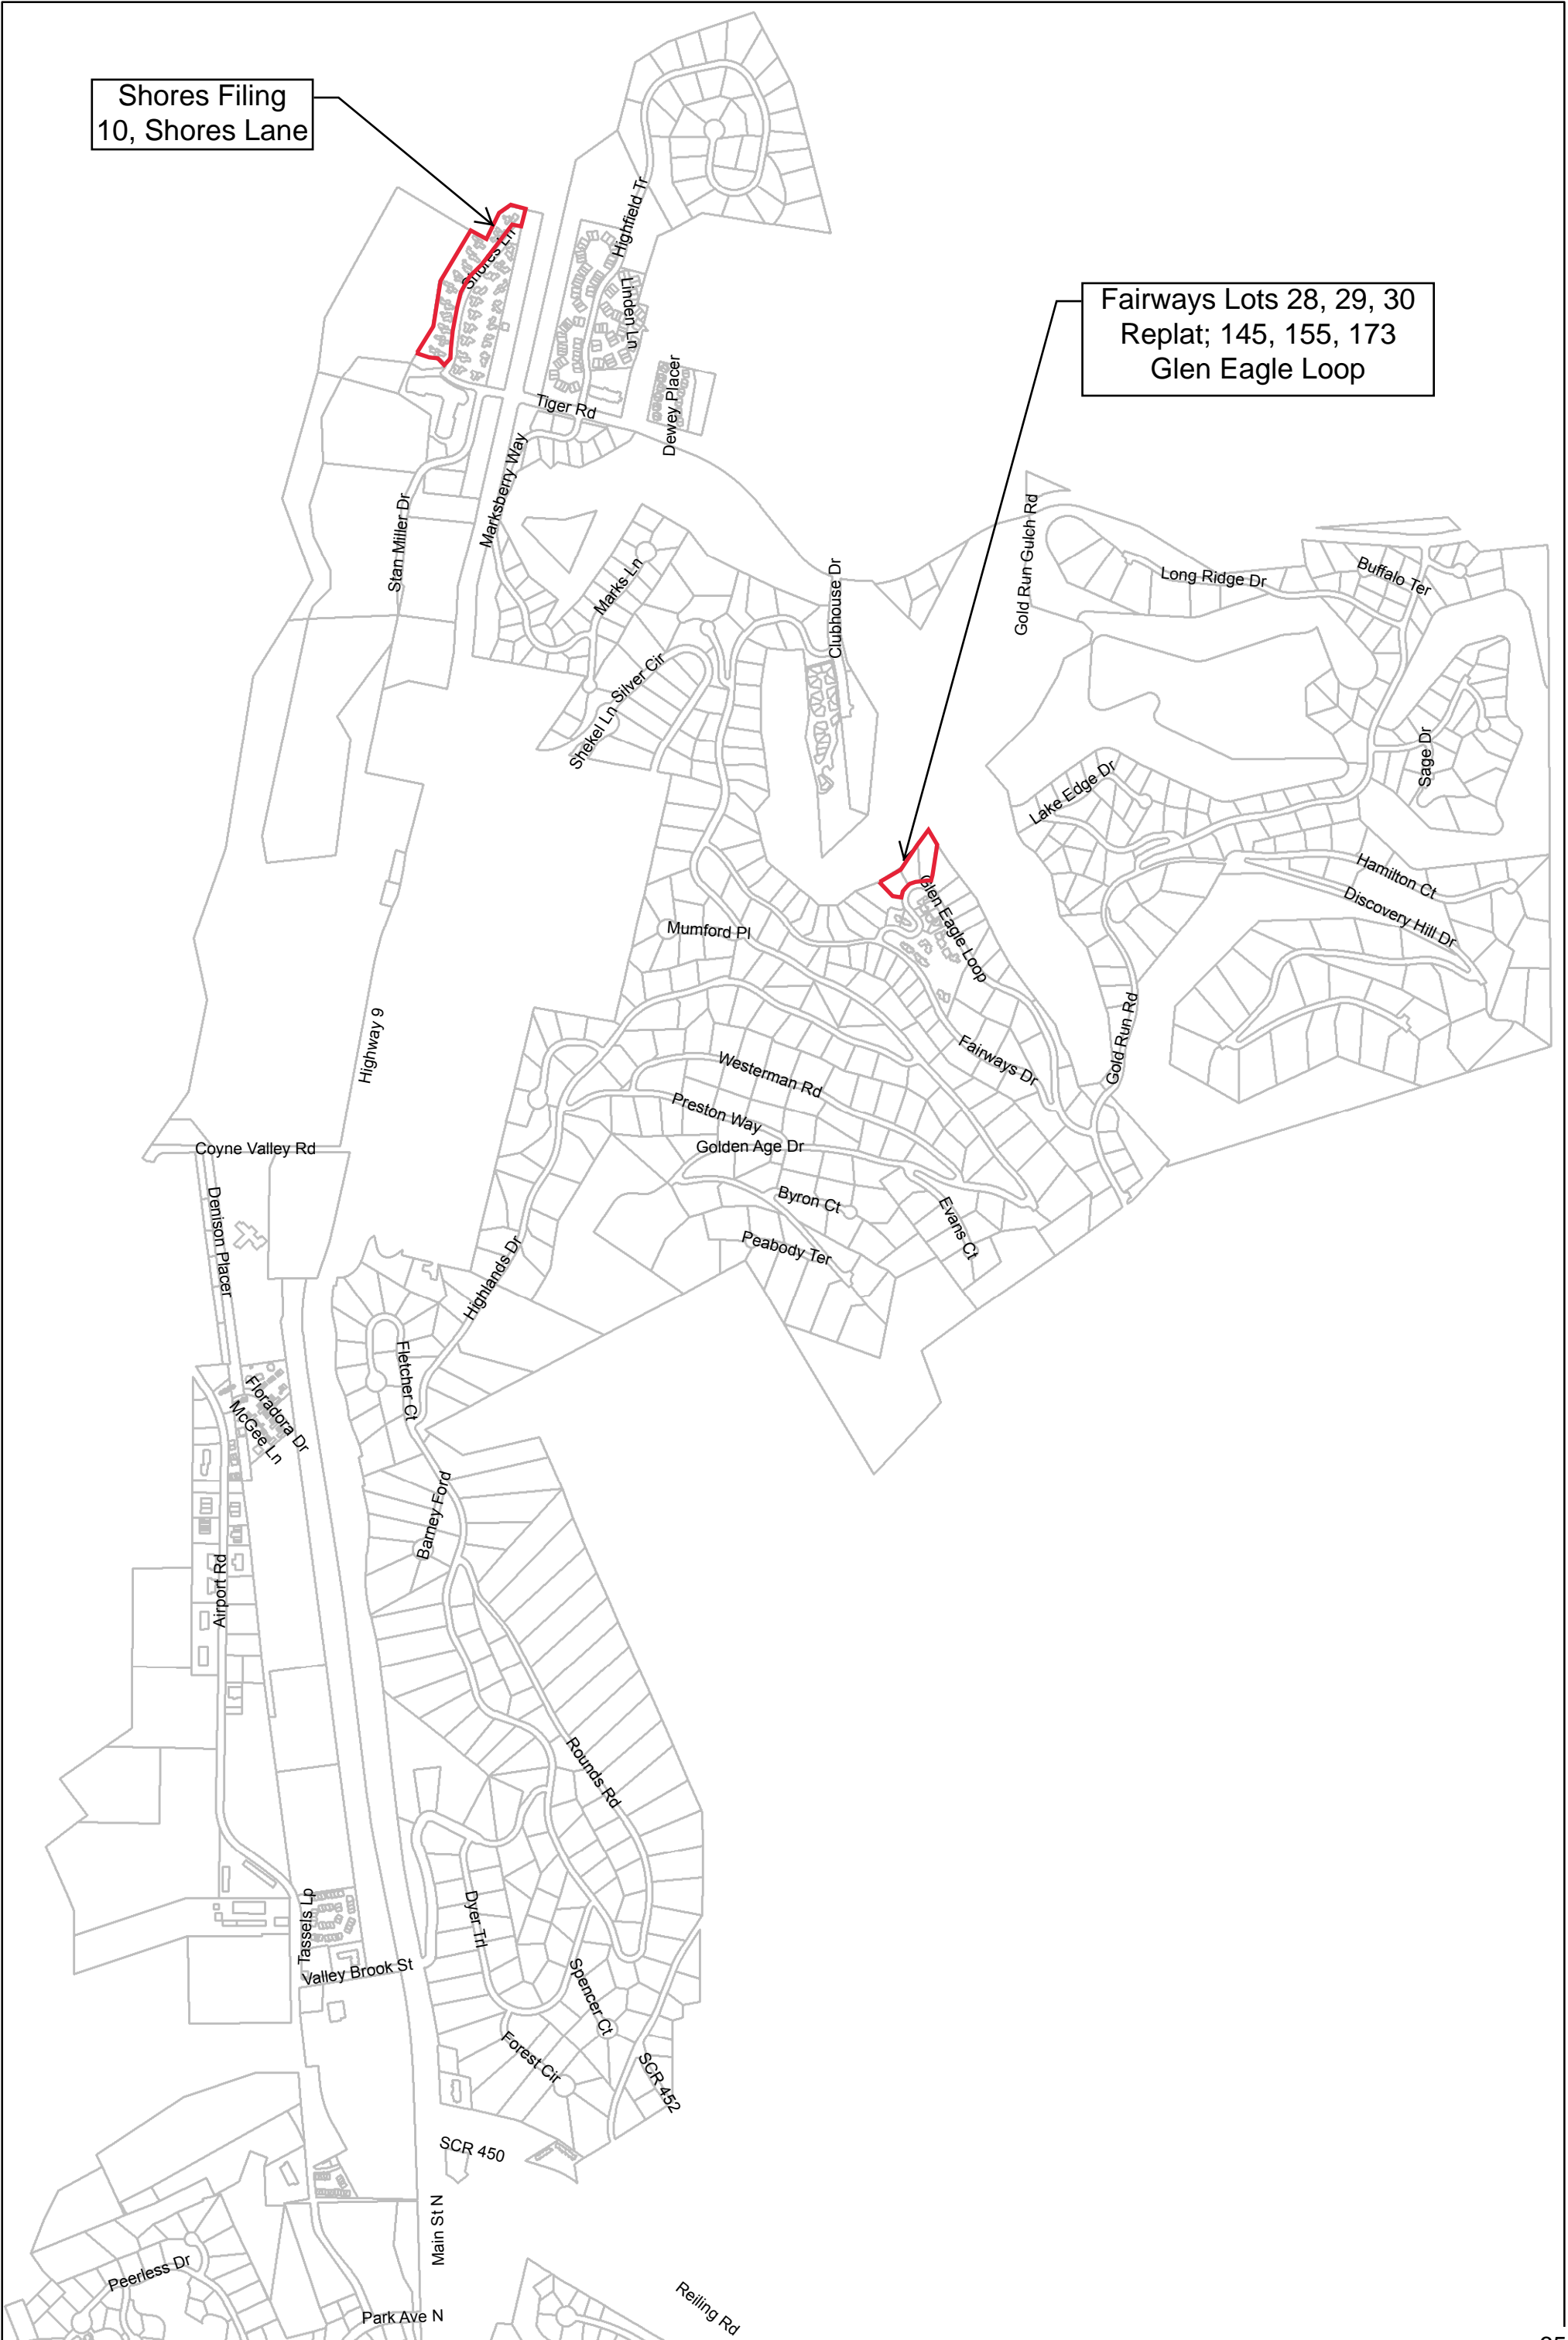 Shores Filing
10, Shores Lane
Highfield Tr
Shores Ln
Linden Ln
Fairways Lots 28, 29, 30
Replat; 145, 155, 173
Glen Eagle Loop
Dewey Placer
Tiger Rd
Marksberry Way
Stan Miller Dr
Gold Run Gulch Rd
Marks Ln
Clubhouse Dr
Long Ridge Dr
Buffalo Ter
Silver Cir
Shekel Ln
Sage Dr
Lake Edge Dr
Hamilton Ct
Discovery Hill Dr
Glen Eagle Loop
Mumford Pl
Highway 9
Gold Run Rd
Fairways Dr
Westerman Rd
Preston Way
Golden Age Dr
Coyne Valley Rd
Denison Placer
Byron Ct
Evans Ct
Peabody Ter
Highlands Dr
Fletcher Ct
Floradora Dr
McGee Ln
Barney Ford
Airport Rd
Rounds Rd
Dyer Trl
Tassels Lp
Valley Brook St
Spencer Ct
Forest Cir
SCR 452
SCR 450
Main St N
Peerless Dr
Park Ave N
Reiling Rd